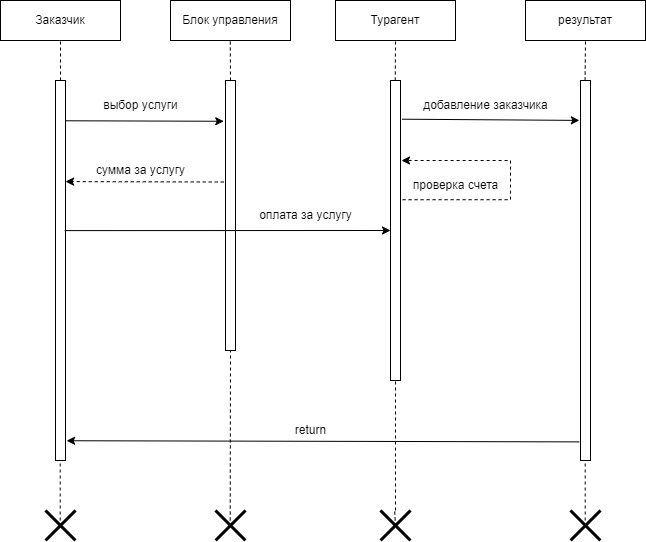 Заказчик
Блок управления
Турагент
результат
выбор услуги
добавление заказчика
сумма за услугу
проверка счета
оплата за услугу
return